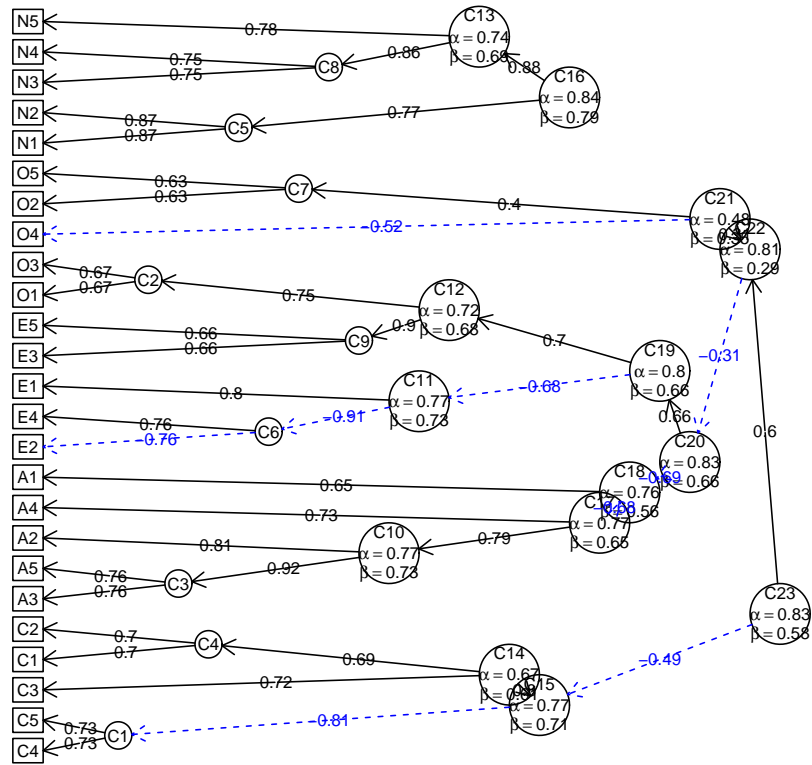 N5
N4
N3
N2
N1
O5
O2
O4
O3
O1
E5
E3
E1
E4
E2
A1
A4
A2
A5
A3
C2
C1
C3
C5
C4
C13
α = 0.74
β = 0.69
C16
α = 0.84
β = 0.79
C8
C5
C7
C21
α = 0.48
C22
α = 0.81
β = 0.29
C2
C12
α = 0.72
β = 0.68
C9
C19
α = 0.8
β = 0.66
C11
α = 0.77
β = 0.73
C6
C20
α = 0.83
β = 0.66
C18
α = 0.76
β = 0.56
α = 0.77
β = 0.65
C10
α = 0.77
β = 0.73
C3
C23
α = 0.83
β = 0.58
C4
C14
α = 0.67
C15
α = 0.77
β = 0.71
C1
0.78
0.86
0.75
0.75
0.88
0.77
0.87
0.87
0.63
0.63
0.4
−0.52
0.67
0.67
0.75
0.9
0.66
0.66
0.7
−0.31
0.8
−0.68
−0.91
0.76
−0.76
0.66
0.6
−0.69
0.65
0.73
−0.68
0.79
0.81
0.92
0.76
0.76
0.7
0.7
0.69
0.72
−0.49
−0.81
0.73
0.73